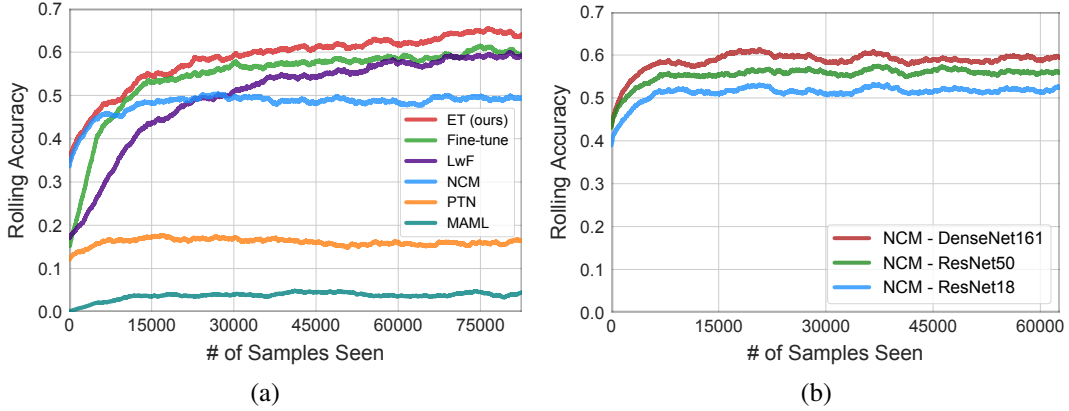 0.7
0.6
0.5
0.4
0.3
0.2
0.1
0.0
Rolling Accuracy
ET (ours)
Fine-tune
LwF
NCM
PTN
MAML
0 15000 30000 45000 60000 75000
# of Samples Seen
(a)
0.7
0.6
0.5
0.4
0.3
0.2
0.1
0.0
Rolling Accuracy
NCM - DenseNet161
NCM - ResNet50
NCM - ResNet18
0 15000 30000 45000 60000
# of Samples Seen
(b)